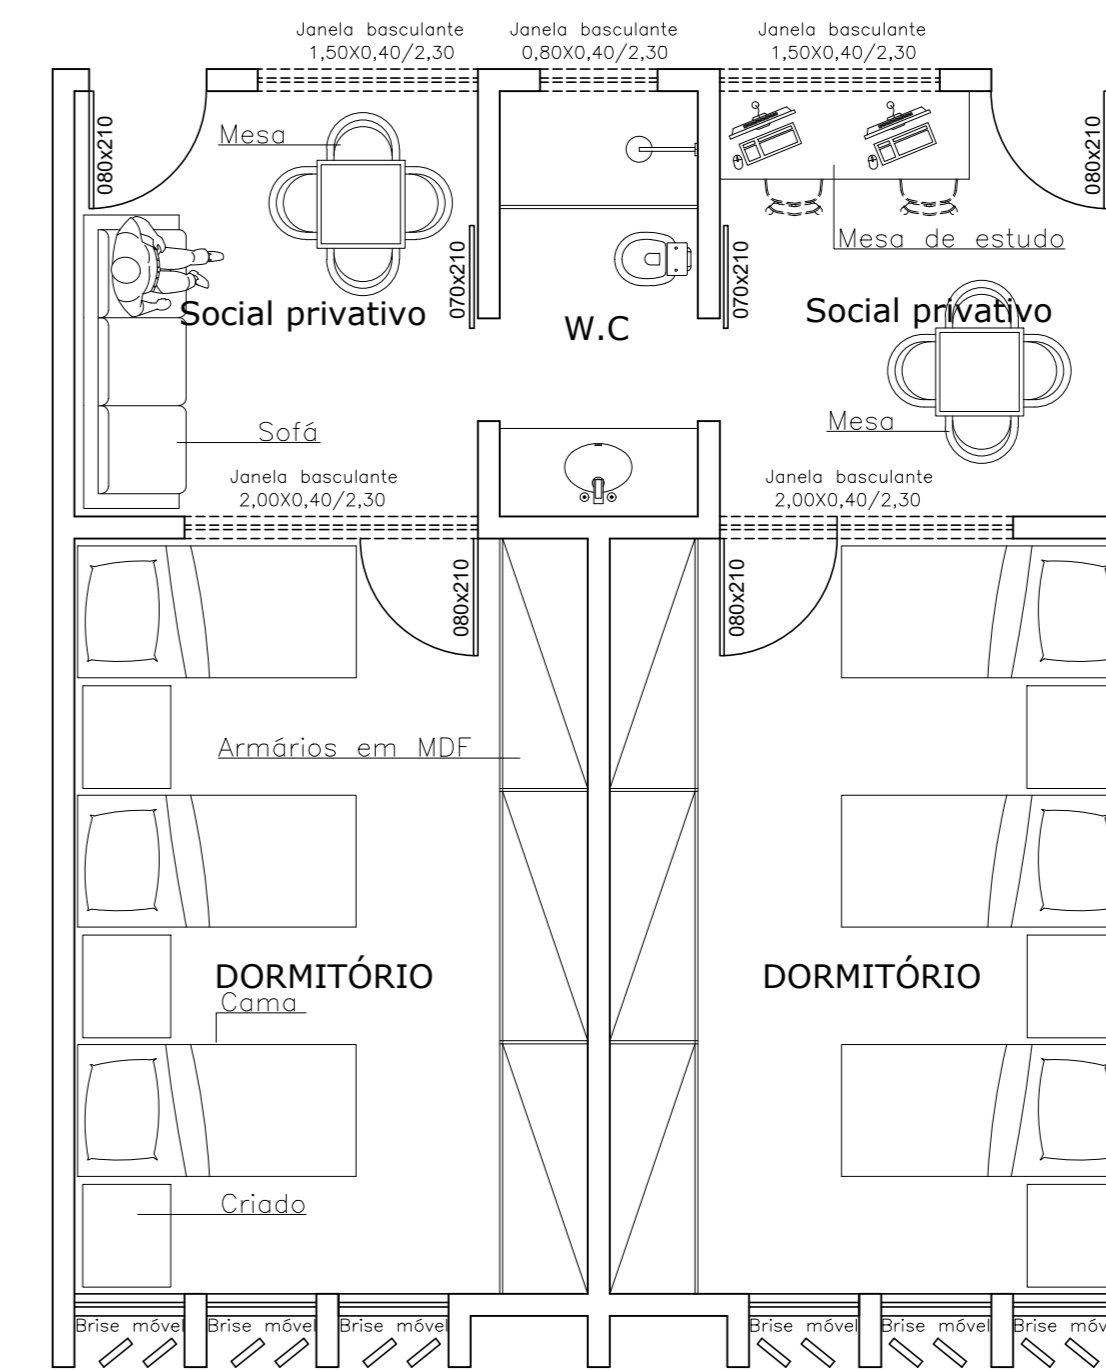 Janela basculante
1,50X0,40/2,30
Janela basculante
0,80X0,40/2,30
Janela basculante
1,50X0,40/2,30
080x210
Mesa
080x210
070x210
070x210
Mesa de estudo
Social privativo
W.C
Social privativo
Sofá
Mesa
Janela basculante
2,00X0,40/2,30
Janela basculante
2,00X0,40/2,30
080x210
080x210
Armários em MDF
DORMITÓRIO
DORMITÓRIO
Cama
Criado
Brise móvel
Brise móvel
Brise móvel
Brise móvel
Brise móvel
Brise móve